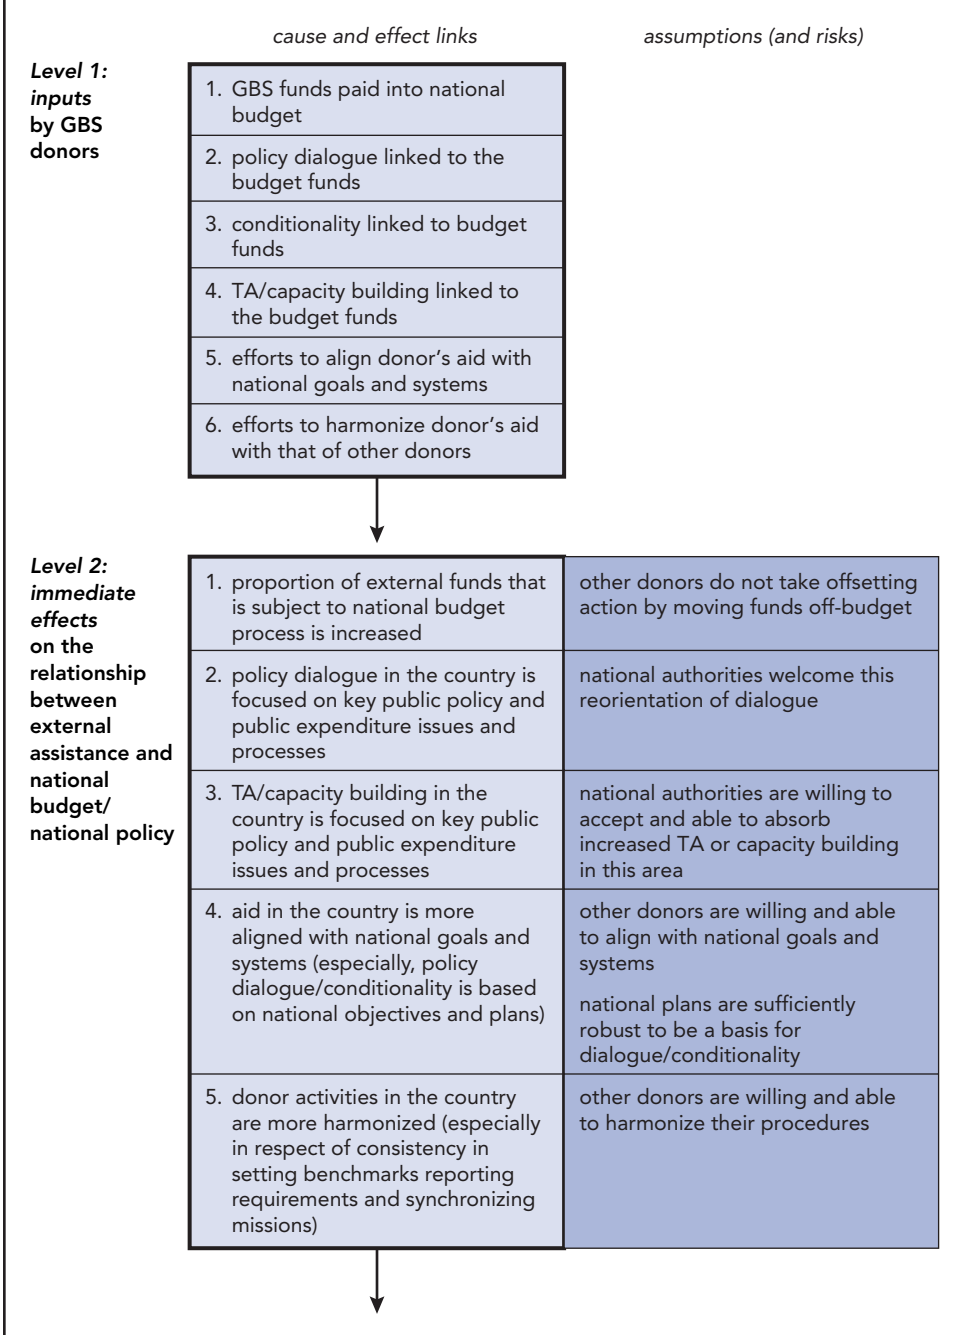 cause and effect links
assumptions (and risks)
Level 1:
inputs
by GBS
donors
1. GBS funds paid into national
budget
2. policy dialogue linked to the
budget funds
3. conditionality linked to budget
funds
4. TA/capacity building linked to
the budget funds
5. efforts to align donor’s aid with
national goals and systems
6. efforts to harmonize donor’s aid
with that of other donors
Level 2:
immediate
effects
on the
relationship
between
external
assistance and
national
budget/
national policy
1. proportion of external funds that
is subject to national budget
process is increased
other donors do not take offsetting
action by moving funds off-budget
2. policy dialogue in the country is
focused on key public policy and
public expenditure issues and
processes
national authorities welcome this
reorientation of dialogue
3. TA/capacity building in the
country is focused on key public
policy and public expenditure
issues and processes
national authorities are willing to
accept and able to absorb
increased TA or capacity building
in this area
4. aid in the country is more
aligned with national goals and
systems (especially, policy
dialogue/conditionality is based
on national objectives and plans)
other donors are willing and able
to align with national goals and
systems
national plans are sufficiently
robust to be a basis for
dialogue/conditionality
5. donor activities in the country
are more harmonized (especially
in respect of consistency in
setting benchmarks reporting
requirements and synchronizing
missions)
other donors are willing and able
to harmonize their procedures